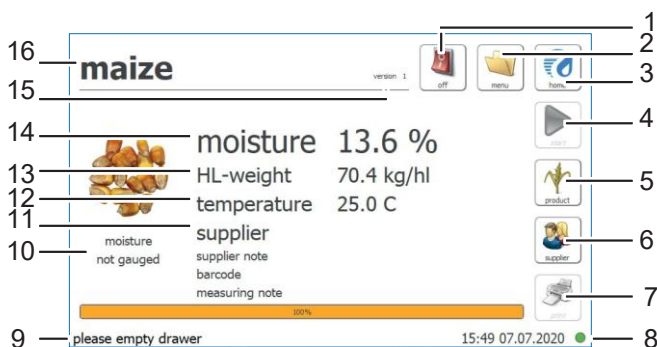 1
2
3
4
5
6
7
8
9
10
11
12
13
14
15
16
maize
version 1
off
menu
home
start
moisture 13.6 %
HL-weight 70.4 kg/hl
temperature 25.0 C
product
supplier
moisture
not gauged
supplier note
barcode
measuring note
supplier
print
100%
please empty drawer
15:49 07.07.2020